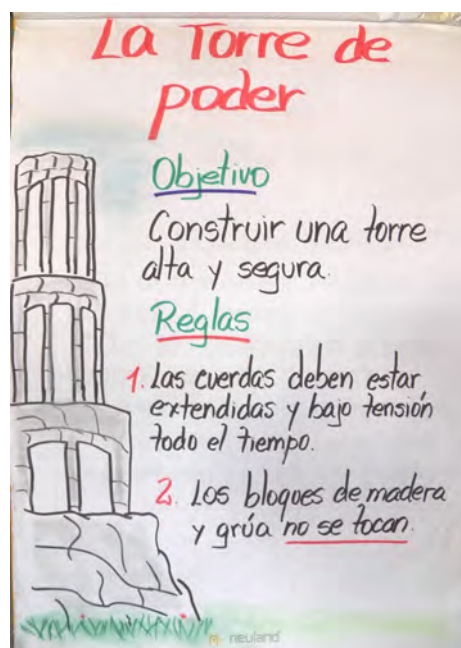 La Torre de
poder
Objetivo
Construir una torre
alta y segura.
Reglas
1. Las cuerdas deben estar
extendidas y bajo tensión
todo el tiempo.
2. Los bloques de madera
y grúa no se tocan.
neuland